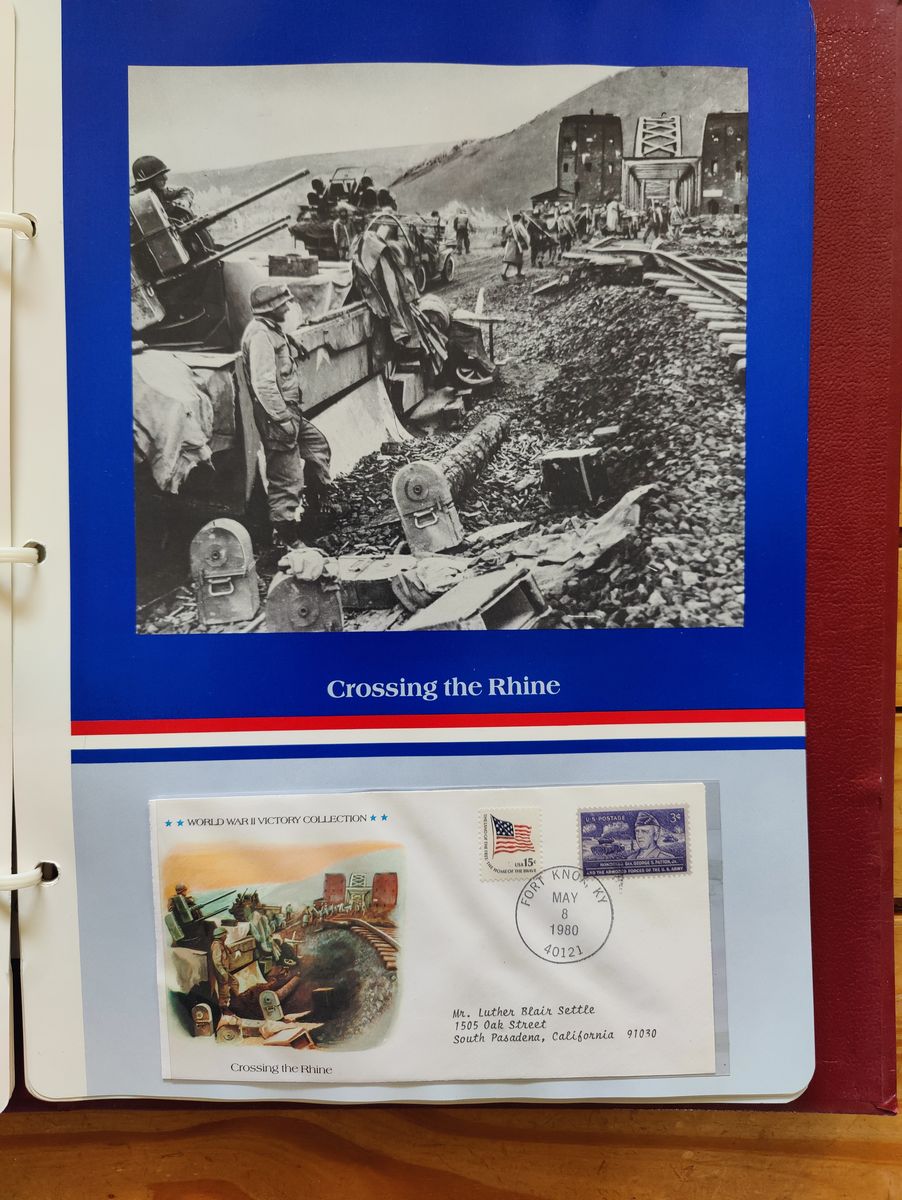 Crossing the Rhine
★ ★ WORLD WAR II VICTORY COLLECTION ★ ★
THE LAND OF THE FREE, THE HOME OF THE BRAVE
USA 15c
U.S. POSTAGE 3¢
HONORING GEN. GEORGE S. PATTON, JR.
AND THE ARMORED FORCES OF THE U.S. ARMY
FORT KNOX KY
MAY
8
1980
40121
Mr. Luther Blair Settle
1505 Oak Street
South Pasadena, California 91030
Crossing the Rhine